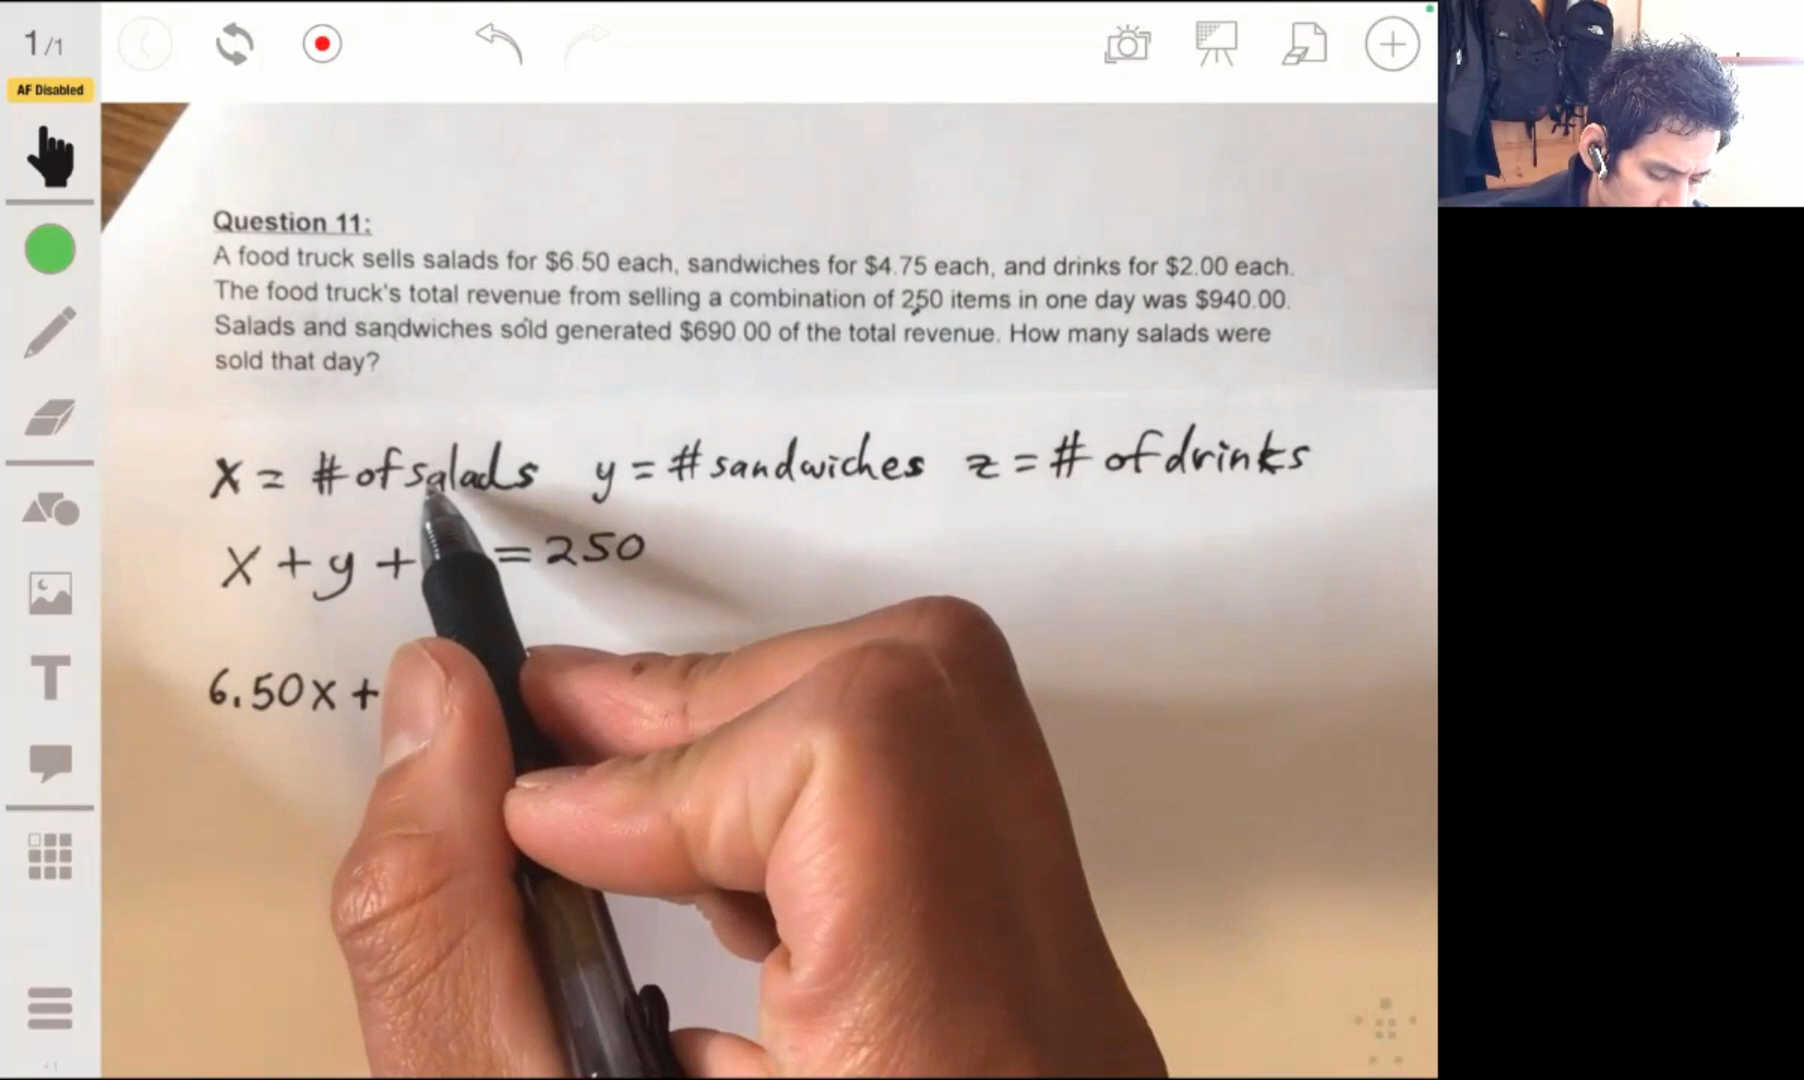 1/1
AF Disabled
Question 11:
A food truck sells salads for $6.50 each, sandwiches for $4.75 each, and drinks for $2.00 each.
The food truck's total revenue from selling a combination of 250 items in one day was $940.00.
Salads and sandwiches sold generated $690.00 of the total revenue. How many salads were
sold that day?
x = # of salads y = # sandwiches z = # of drinks
x + y + = 250
6.50x +
T